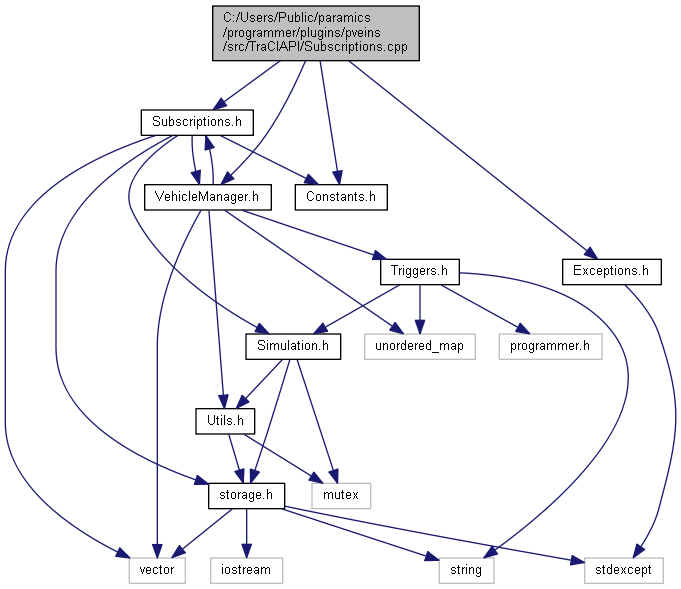 C:/Users/Public/paramics
/programmer/plugins/pveins
/src/TraCIAPI/Subscriptions.cpp
Subscriptions.h
VehicleManager.h
Constants.h
Triggers.h
Exceptions.h
Simulation.h
unordered_map
programmer.h
Utils.h
storage.h
mutex
vector
iostream
string
stdexcept